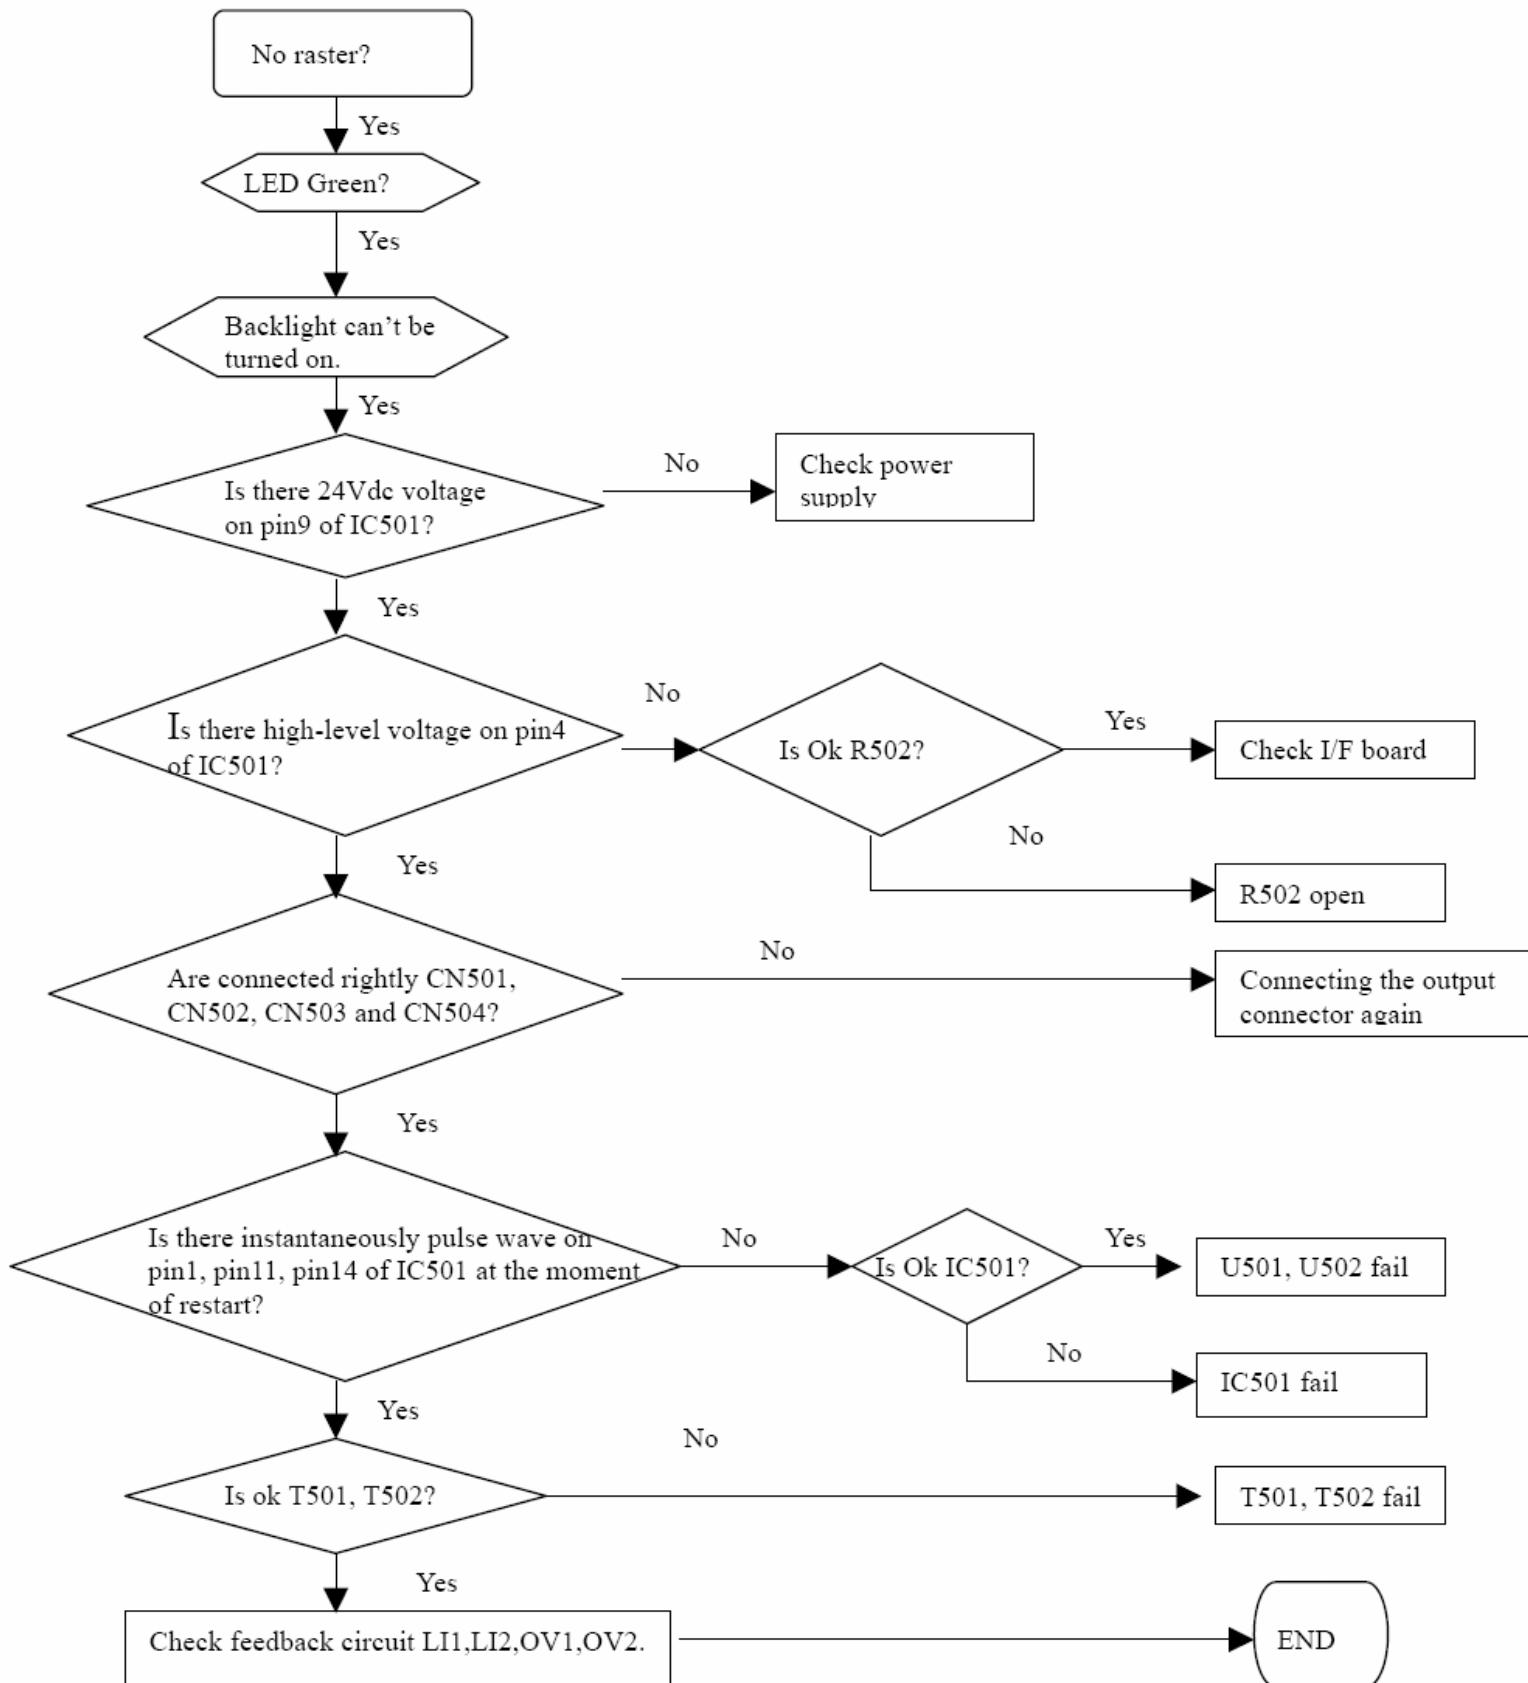 No raster?
Yes
LED Green?
Yes
Backlight can’t be
turned on.
Yes
Is there 24Vdc voltage
on pin9 of IC501?
No
Check power
supply
Yes
Is there high-level voltage on pin4
of IC501?
No
Is Ok R502?
Yes
Check I/F board
No
R502 open
Yes
Are connected rightly CN501,
CN502, CN503 and CN504?
No
Connecting the output
connector again
Yes
Is there instantaneously pulse wave on
pin1, pin11, pin14 of IC501 at the moment
of restart?
No
Is Ok IC501?
Yes
U501, U502 fail
No
IC501 fail
Yes
Is ok T501, T502?
No
T501, T502 fail
Yes
Check feedback circuit LI1,LI2,OV1,OV2.
END